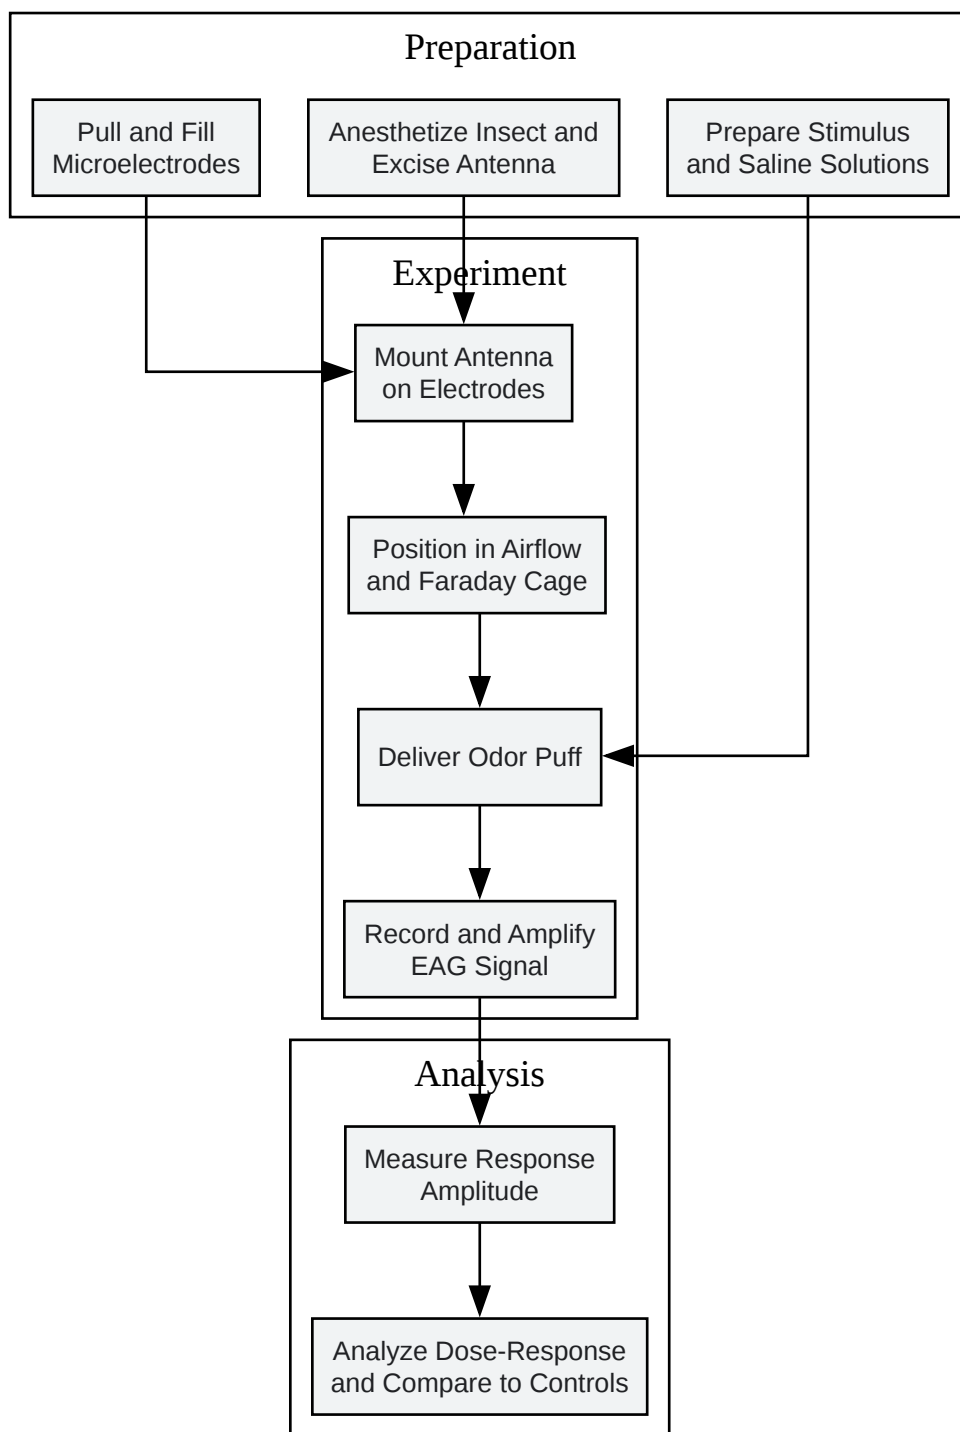 Preparation
Pull and Fill
Microelectrodes
Anesthetize Insect and
Excise Antenna
Prepare Stimulus
and Saline Solutions
Experiment
Mount Antenna
on Electrodes
Position in Airflow
and Faraday Cage
Deliver Odor Puff
Record and Amplify
EAG Signal
Analysis
Measure Response
Amplitude
Analyze Dose-Response
and Compare to Controls